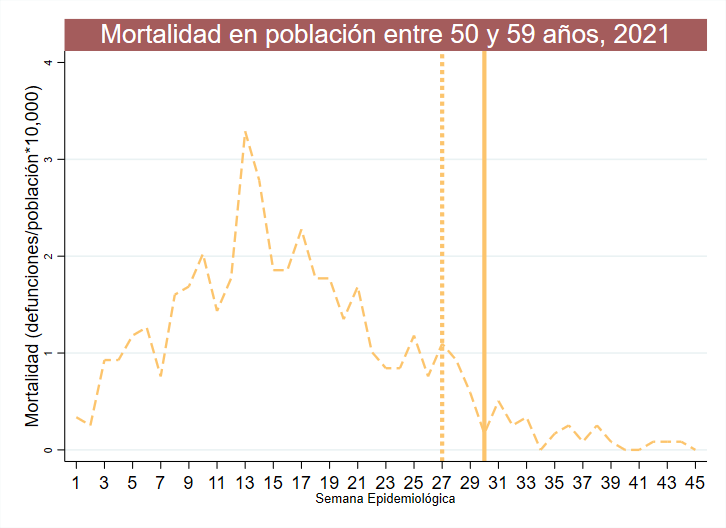 Mortalidad en población entre 50 y 59 años, 2021
Mortalidad (defunciones/población*10,000)
4
3
2
1
0
1 3 5 7 9 11 13 15 17 19 21 23 25 27 29 31 33 35 37 39 41 43 45
Semana Epidemiológica